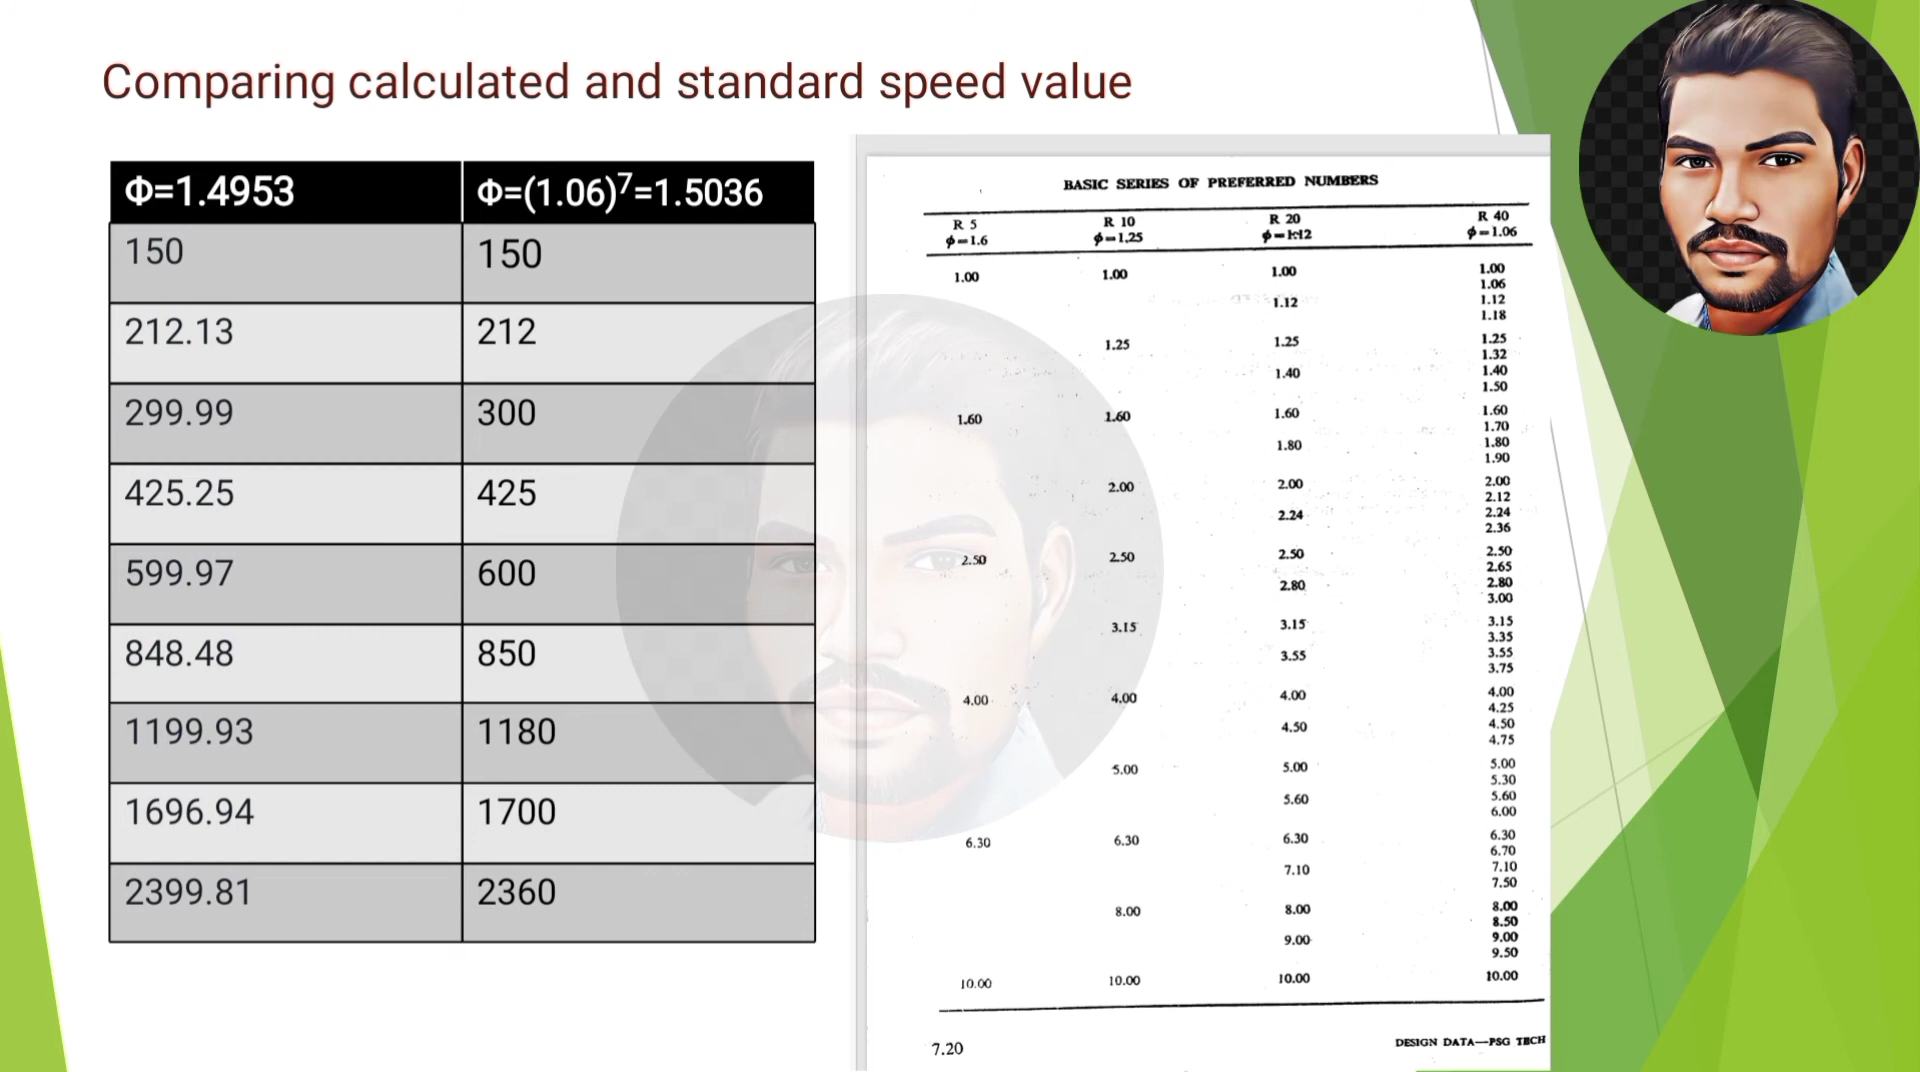 Comparing calculated and standard speed value
Φ=1.4953 Φ=(1.06)⁷=1.5036
150 150
212.13 212
299.99 300
425.25 425
599.97 600
848.48 850
1199.93 1180
1696.94 1700
2399.81 2360
BASIC SERIES OF PREFERRED NUMBERS
R 5 R 10 R 20 R 40
ϕ=1.6 ϕ=1.25 ϕ=1.12 ϕ=1.06
1.00 1.00 1.00 1.00
1.06
1.12 1.12
1.18
1.25 1.25 1.25
1.32
1.40 1.40
1.50
1.60 1.60 1.60 1.60
1.70
1.80 1.80
1.90
2.00 2.00 2.00
2.12
2.24 2.24
2.36
2.50 2.50 2.50 2.50
2.65
2.80 2.80
3.00
3.15 3.15 3.15
3.35
3.55 3.55
3.75
4.00 4.00 4.00 4.00
4.25
4.50 4.50
4.75
5.00 5.00 5.00
5.30
5.60 5.60
6.00
6.30 6.30 6.30 6.30
6.70
7.10 7.10
7.50
8.00 8.00 8.00
8.50
9.00 9.00
9.50
10.00 10.00 10.00 10.00
7.20 DESIGN DATA—PSG TECH